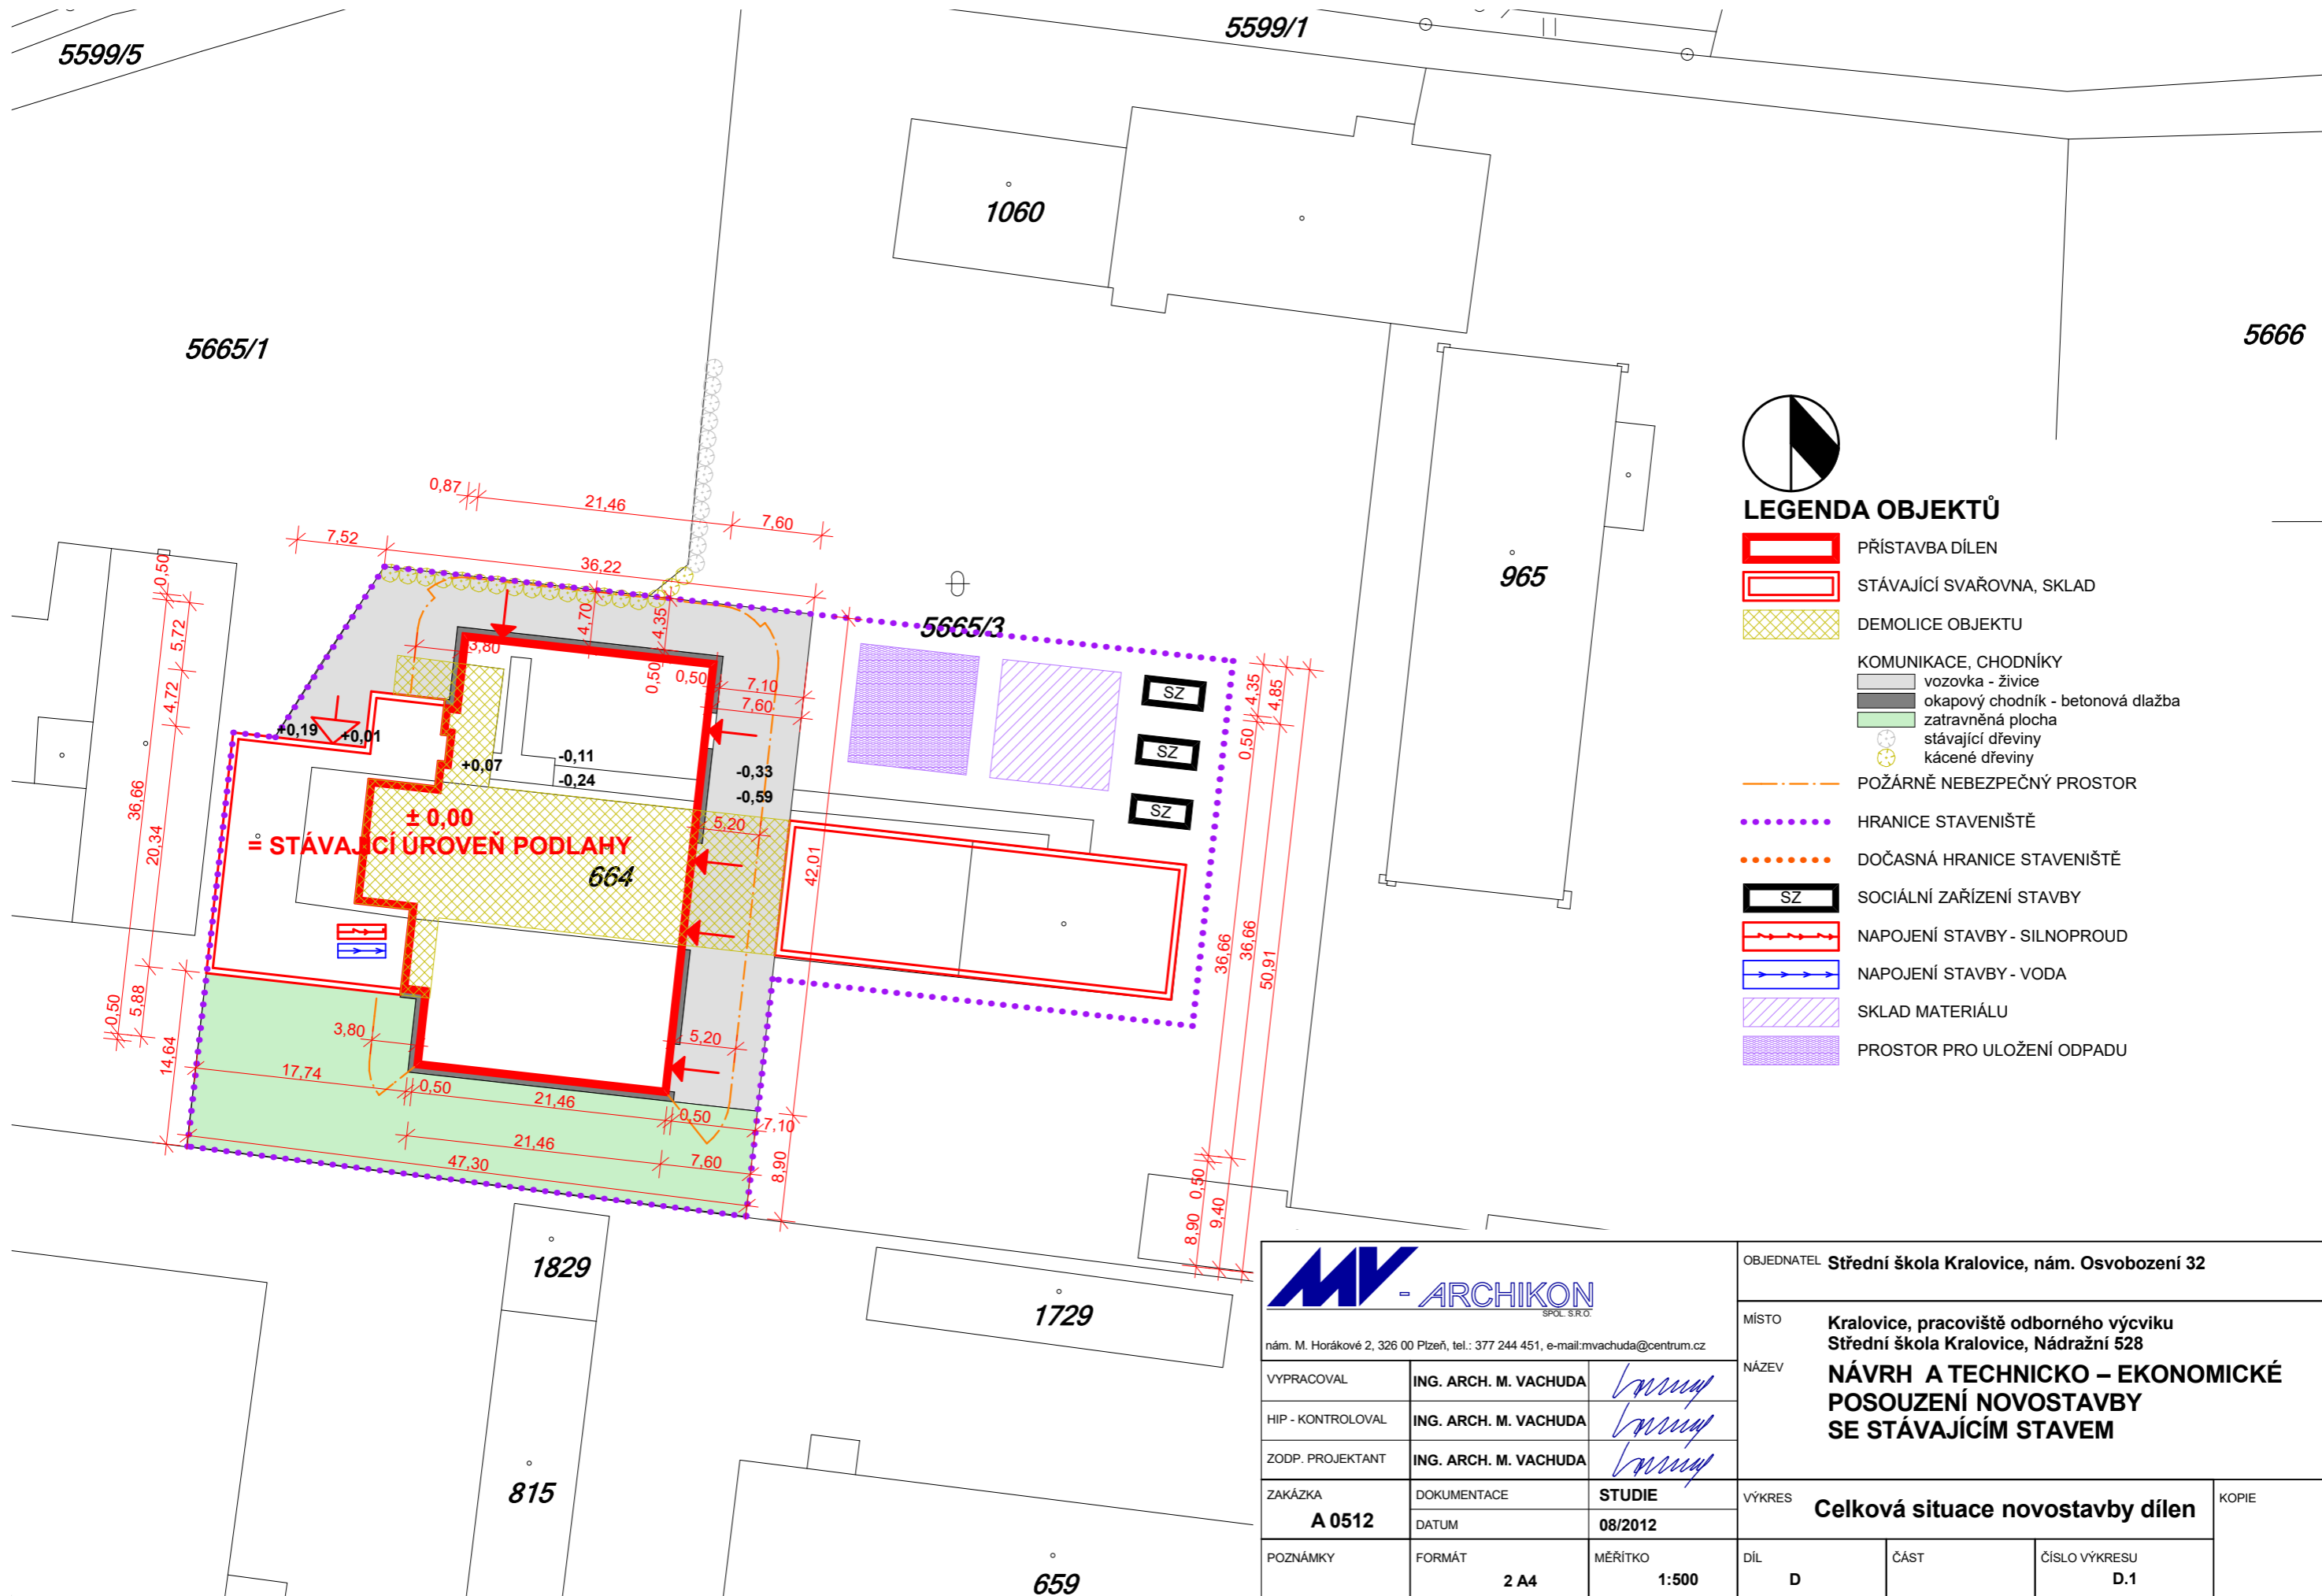 5599/5
5599/1
1060
5665/1
5666
965
5665/3
664
1829
1729
815
659
0,87
21,46
7,60
7,52
36,22
0,50
5,72
4,72
36,66
20,34
0,50
5,88
14,64
4,70
4,35
3,80
0,50
0,50
7,10
7,60
+0,19
+0,01
+0,07
-0,11
-0,24
-0,33
-0,59
± 0,00
= STÁVAJÍCÍ ÚROVEŇ PODLAHY
5,20
42,01
3,80
5,20
17,74
0,50
21,46
0,50
7,10
21,46
7,60
47,30
8,90
4,35
4,85
0,50
36,66
36,66
50,91
0,50
8,90
9,40
SZ
SZ
SZ
LEGENDA OBJEKTŮ
PŘÍSTAVBA DÍLEN
STÁVAJÍCÍ SVAŘOVNA, SKLAD
DEMOLICE OBJEKTU
KOMUNIKACE, CHODNÍKY
vozovka - živice
okapový chodník - betonová dlažba
zatravněná plocha
stávající dřeviny
kácené dřeviny
POŽÁRNĚ NEBEZPEČNÝ PROSTOR
HRANICE STAVENIŠTĚ
DOČASNÁ HRANICE STAVENIŠTĚ
SZ SOCIÁLNÍ ZAŘÍZENÍ STAVBY
NAPOJENÍ STAVBY - SILNOPROUD
NAPOJENÍ STAVBY - VODA
SKLAD MATERIÁLU
PROSTOR PRO ULOŽENÍ ODPADU
MV - ARCHIKON
SPOL. S.R.O.
nám. M. Horákové 2, 326 00 Plzeň, tel.: 377 244 451, e-mail:mvachuda@centrum.cz
VYPRACOVAL ING. ARCH. M. VACHUDA
HIP - KONTROLOVAL ING. ARCH. M. VACHUDA
ZODP. PROJEKTANT ING. ARCH. M. VACHUDA
ZAKÁZKA
A 0512
DOKUMENTACE STUDIE
DATUM 08/2012
POZNÁMKY
FORMÁT
2 A4
MĚŘÍTKO
1:500
OBJEDNATEL Střední škola Kralovice, nám. Osvobození 32
MÍSTO Kralovice, pracoviště odborného výcviku
Střední škola Kralovice, Nádražní 528
NÁZEV NÁVRH A TECHNICKO – EKONOMICKÉ
POSOUZENÍ NOVOSTAVBY
SE STÁVAJÍCÍM STAVEM
VÝKRES Celková situace novostavby dílen
KOPIE
DÍL
D
ČÁST
ČÍSLO VÝKRESU
D.1